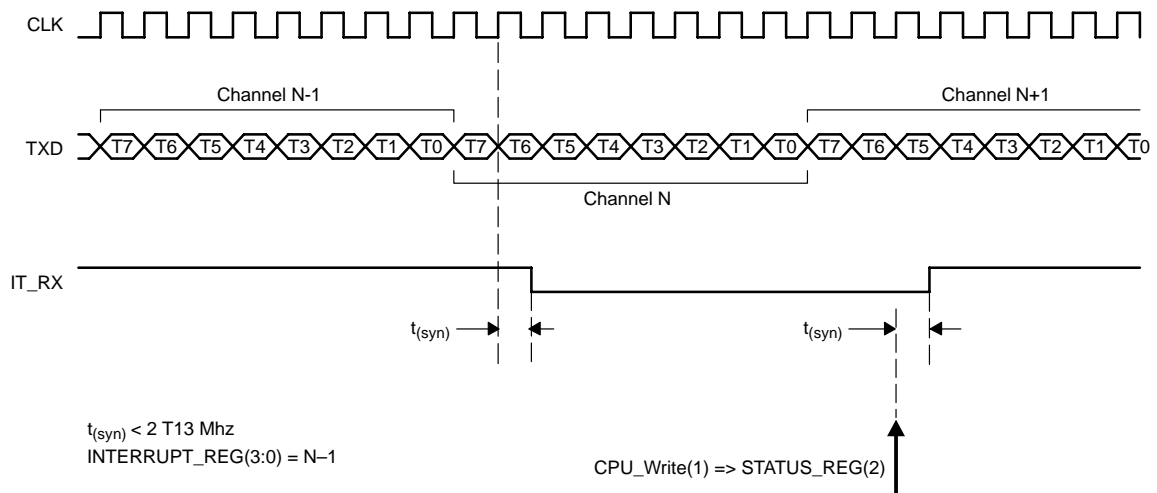 CLK
Channel N-1
Channel N+1
TXD T7 T6 T5 T4 T3 T2 T1 T0 T7 T6 T5 T4 T3 T2 T1 T0 T7 T6 T5 T4 T3 T2 T1 T0
Channel N
IT_RX
t(syn) t(syn)
t(syn) < 2 T13 Mhz
INTERRUPT_REG(3:0) = N–1
CPU_Write(1) => STATUS_REG(2)